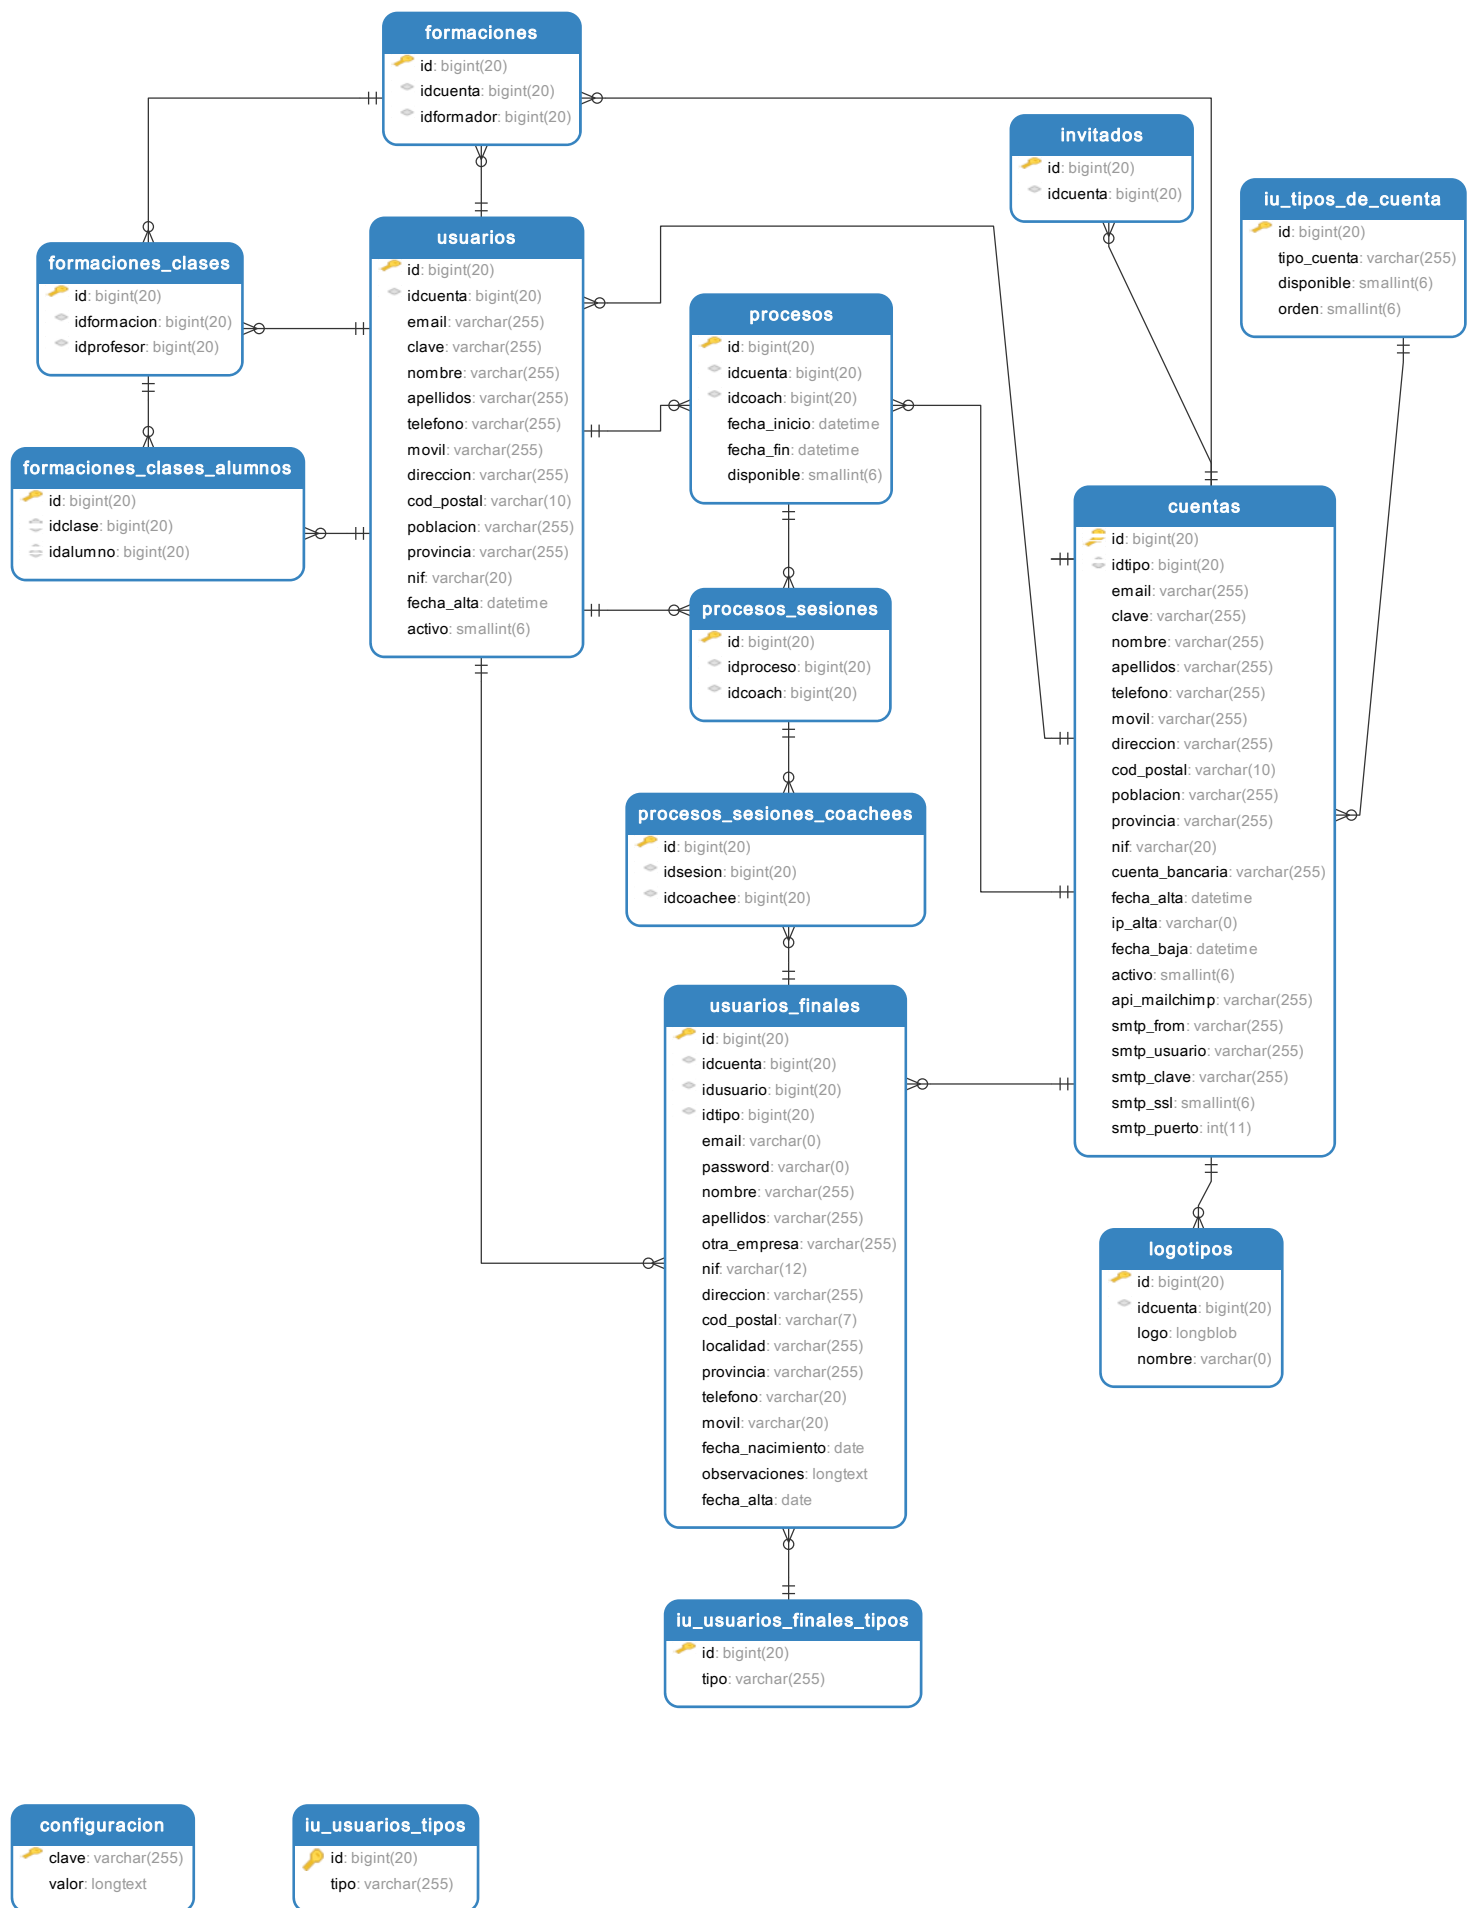 formaciones
id: bigint(20)
idcuenta: bigint(20)
idformador: bigint(20)
invitados
id: bigint(20)
idcuenta: bigint(20)
iu_tipos_de_cuenta
id: bigint(20)
tipo_cuenta: varchar(255)
disponible: smallint(6)
orden: smallint(6)
usuarios
id: bigint(20)
idcuenta: bigint(20)
email: varchar(255)
clave: varchar(255)
nombre: varchar(255)
apellidos: varchar(255)
telefono: varchar(255)
movil: varchar(255)
direccion: varchar(255)
cod_postal: varchar(10)
poblacion: varchar(255)
provincia: varchar(255)
nif: varchar(20)
fecha_alta: datetime
activo: smallint(6)
formaciones_clases
id: bigint(20)
idformacion: bigint(20)
idprofesor: bigint(20)
formaciones_clases_alumnos
id: bigint(20)
idclase: bigint(20)
idalumno: bigint(20)
procesos
id: bigint(20)
idcuenta: bigint(20)
idcoach: bigint(20)
fecha_inicio: datetime
fecha_fin: datetime
disponible: smallint(6)
procesos_sesiones
id: bigint(20)
idproceso: bigint(20)
idcoach: bigint(20)
procesos_sesiones_coachees
id: bigint(20)
idsesion: bigint(20)
idcoachee: bigint(20)
cuentas
id: bigint(20)
idtipo: bigint(20)
email: varchar(255)
clave: varchar(255)
nombre: varchar(255)
apellidos: varchar(255)
telefono: varchar(255)
movil: varchar(255)
direccion: varchar(255)
cod_postal: varchar(10)
poblacion: varchar(255)
provincia: varchar(255)
nif: varchar(20)
cuenta_bancaria: varchar(255)
fecha_alta: datetime
ip_alta: varchar(0)
fecha_baja: datetime
activo: smallint(6)
api_mailchimp: varchar(255)
smtp_from: varchar(255)
smtp_usuario: varchar(255)
smtp_clave: varchar(255)
smtp_ssl: smallint(6)
smtp_puerto: int(11)
usuarios_finales
id: bigint(20)
idcuenta: bigint(20)
idusuario: bigint(20)
idtipo: bigint(20)
email: varchar(0)
password: varchar(0)
nombre: varchar(255)
apellidos: varchar(255)
otra_empresa: varchar(255)
nif: varchar(12)
direccion: varchar(255)
cod_postal: varchar(7)
localidad: varchar(255)
provincia: varchar(255)
telefono: varchar(20)
movil: varchar(20)
fecha_nacimiento: date
observaciones: longtext
fecha_alta: date
logotipos
id: bigint(20)
idcuenta: bigint(20)
logo: longblob
nombre: varchar(0)
iu_usuarios_finales_tipos
id: bigint(20)
tipo: varchar(255)
configuracion
clave: varchar(255)
valor: longtext
iu_usuarios_tipos
id: bigint(20)
tipo: varchar(255)